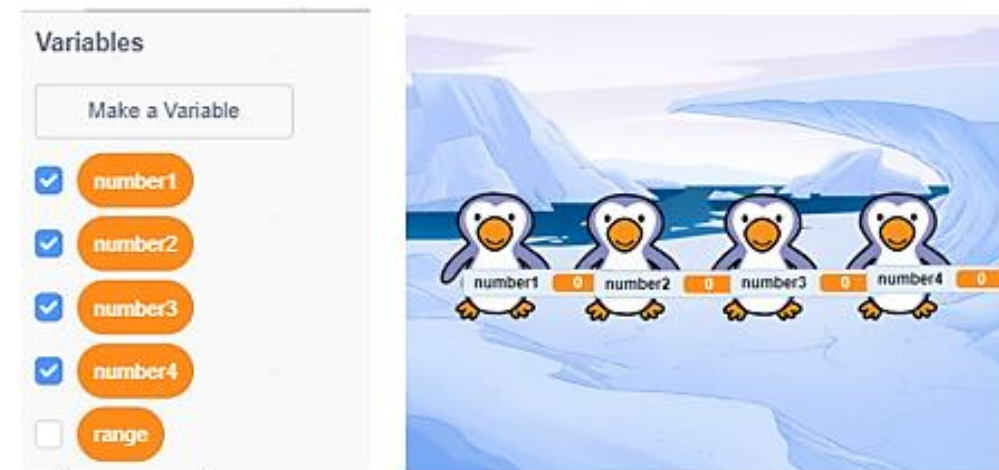 Variables
Make a Variable
number1
number2
number3
number4
range
number1 0 number2 0 number3 0 number4 0